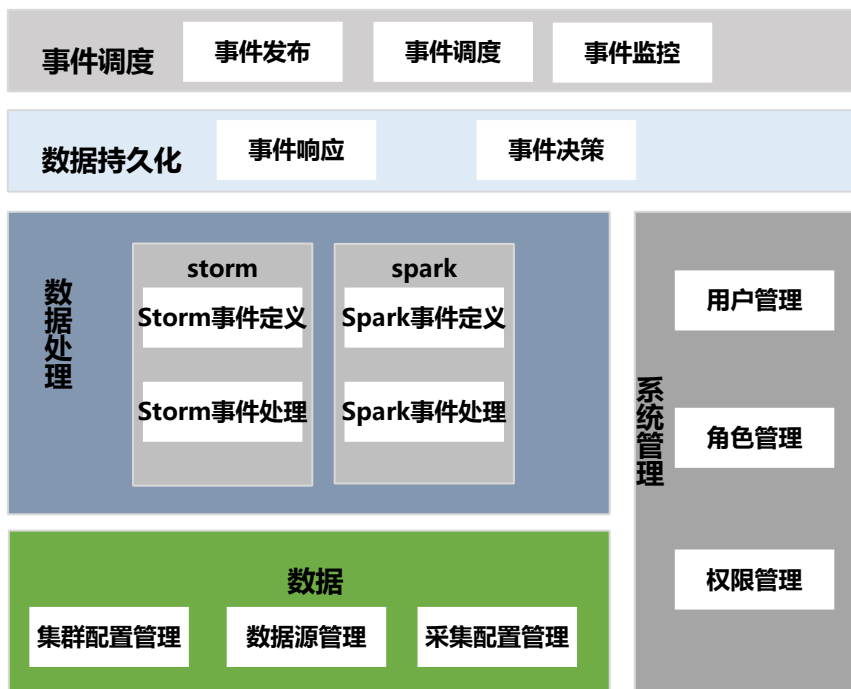 事件调度
事件发布
事件调度
事件监控
数据持久化
事件响应
事件决策
数据处理
storm
Storm事件定义
Storm事件处理
spark
Spark事件定义
Spark事件处理
系统管理
用户管理
角色管理
权限管理
数据
集群配置管理
数据源管理
采集配置管理